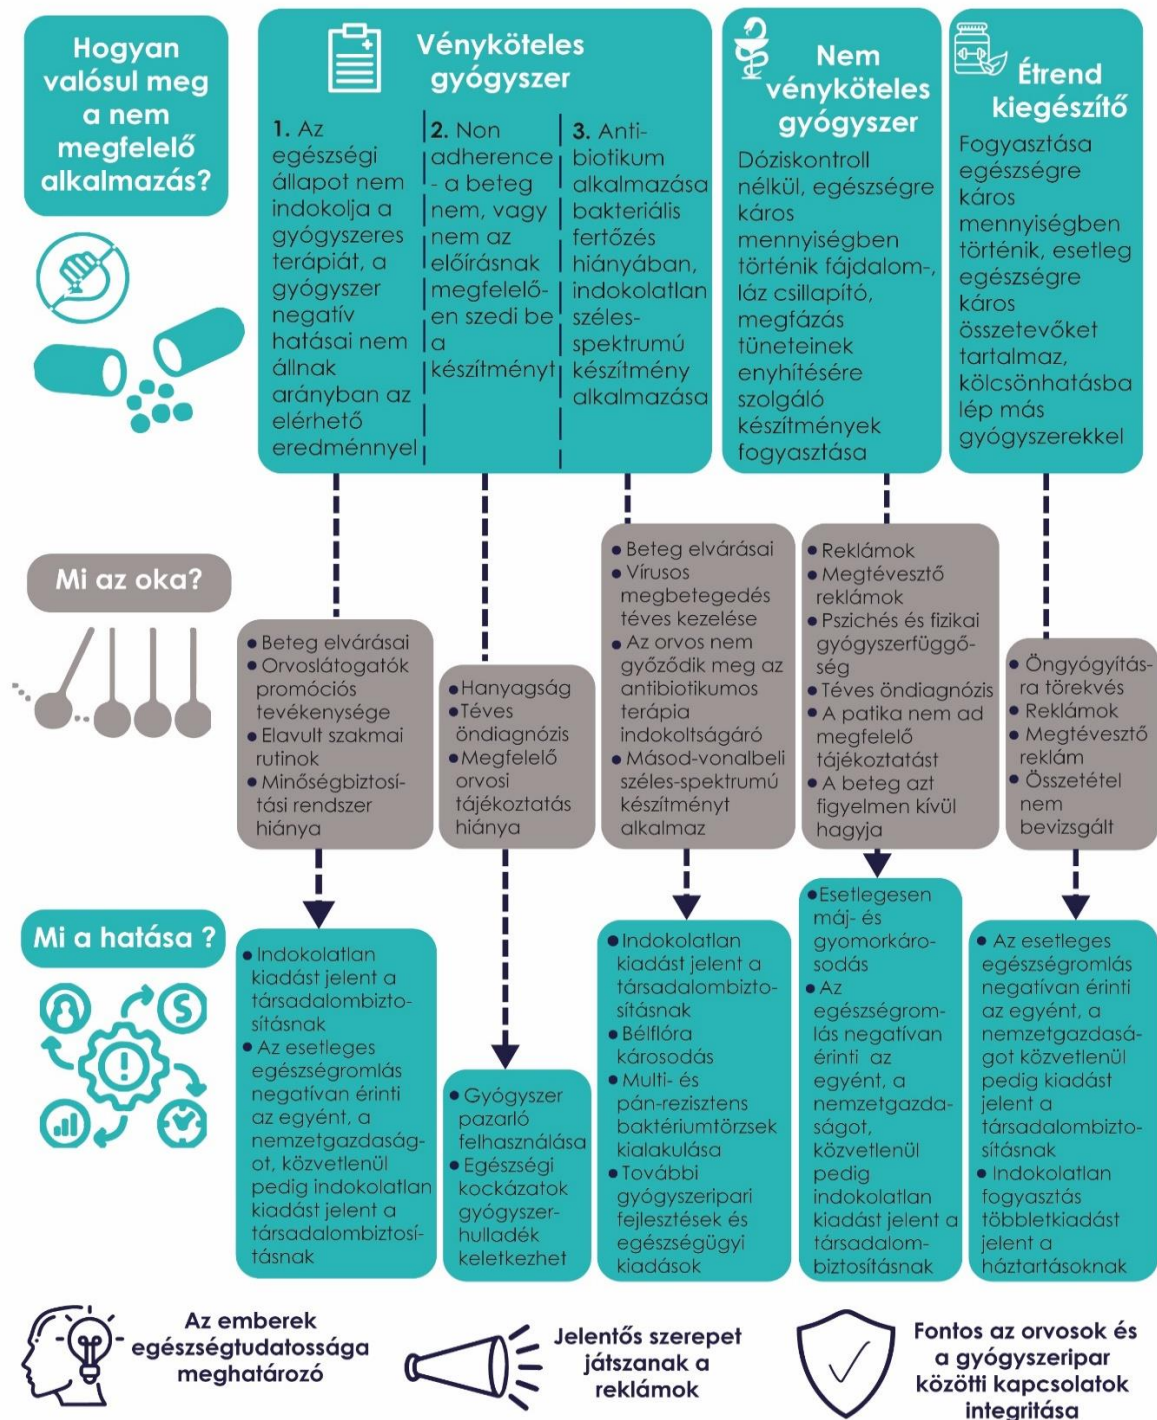 Hogyan
valósul meg
a nem
megfelelő
alkalmazás?
Vényköteles
gyógyszer
1. Az
egészségi
állapot nem
indokolja a
gyógyszeres
terápiát, a
gyógyszer
negatív
hatásai nem
állnak
arányban az
elérhető
eredménnyel
2. Non
adherence
- a beteg
nem, vagy
nem az
előírásnak
megfelelő-
en szedi be
a
készítményt
3. Anti-
biotikum
alkalmazása
bakteriális
fertőzés
hiányában,
indokolatlan
széles-
spektrumú
készítmény
alkalmazása
Nem
vényköteles
gyógyszer
Dóziskontroll
nélkül, egészségre
káros
mennyiségben
történik fájdalom-,
láz csillapító,
megfázás
tüneteinek
enyhítésére
szolgáló
készítmények
fogyasztása
Étrend
kiegészítő
Fogyasztása
egészségre
káros
mennyiségben
történik, esetleg
egészségre
káros
összetevőket
tartalmaz,
kölcsönhatásba
lép más
gyógyszerekkel
Mi az oka?
● Beteg elvárásai
● Orvoslátogatók
promóciós
tevékenysége
● Elavult szakmai
rutinok
● Minőségbiztosí-
tási rendszer
hiánya
● Hanyagság
● Téves
öndiagnózis
● Megfelelő
orvosi
tájékoztatás
hiánya
● Beteg elvárásai
● Vírusos
megbetegedés
téves kezelése
● Az orvos nem
győződik meg az
antibiotikumos
terápia
indokoltságáró
● Másod-vonalbeli
széles-spektrumú
készítményt
alkalmaz
● Reklámok
● Megtévesztő
reklámok
● Pszichés és fizikai
gyógyszerfüggő-
ség
● Téves öndiagnózis
● A patika nem ad
megfelelő
tájékoztatást
● A beteg azt
figyelmen kívül
hagyja
● Öngyógyítás-
ra törekvés
● Reklámok
● Megtévesztő
reklám
● Összetétel
nem
bevizsgált
Mi a hatása ?
● Indokolatlan
kiadást jelent a
társadalombizto-
sításnak
● Az esetleges
egészségromlás
negatívan érinti
az egyént, a
nemzetgazdaság-
ot, közvetlenül
pedig indokolatlan
kiadást jelent a
társadalombiztosí-
tásnak
● Gyógyszer
pazarló
felhasználása
● Egészségi
kockázatok
gyógyszer-
hulladék
keletkezhet
● Indokolatlan
kiadást jelent a
társadalombizto-
sításnak
● Bélflóra
károsodás
● Multi- és
pán-rezisztens
baktériumtörzsek
kialakulása
● További
gyógyszeripari
fejlesztések és
egészségügyi
kiadások
● Esetlegesen
máj- és
gyomorkáro-
sodás
● Az
egészségrom-
lás negatívan
érinti az
egyént, a
nemzetgazda-
ságot,
közvetlenül
pedig
indokolatlan
kiadást jelent a
társadalom-
biztosításnak
● Az esetleges
egészségromlás
negatívan érinti
az egyént, a
nemzetgazdasá-
got közvetlenül
pedig kiadást
jelent a
társadalombizto-
sításnak
● Indokolatlan
fogyasztás
többletkiadást
jelent a
háztartásoknak
Az emberek
egészségtudatossága
meghatározó
Jelentős szerepet
játszanak a
reklámok
Fontos az orvosok és
a gyógyszeripar
közötti kapcsolatok
integritása